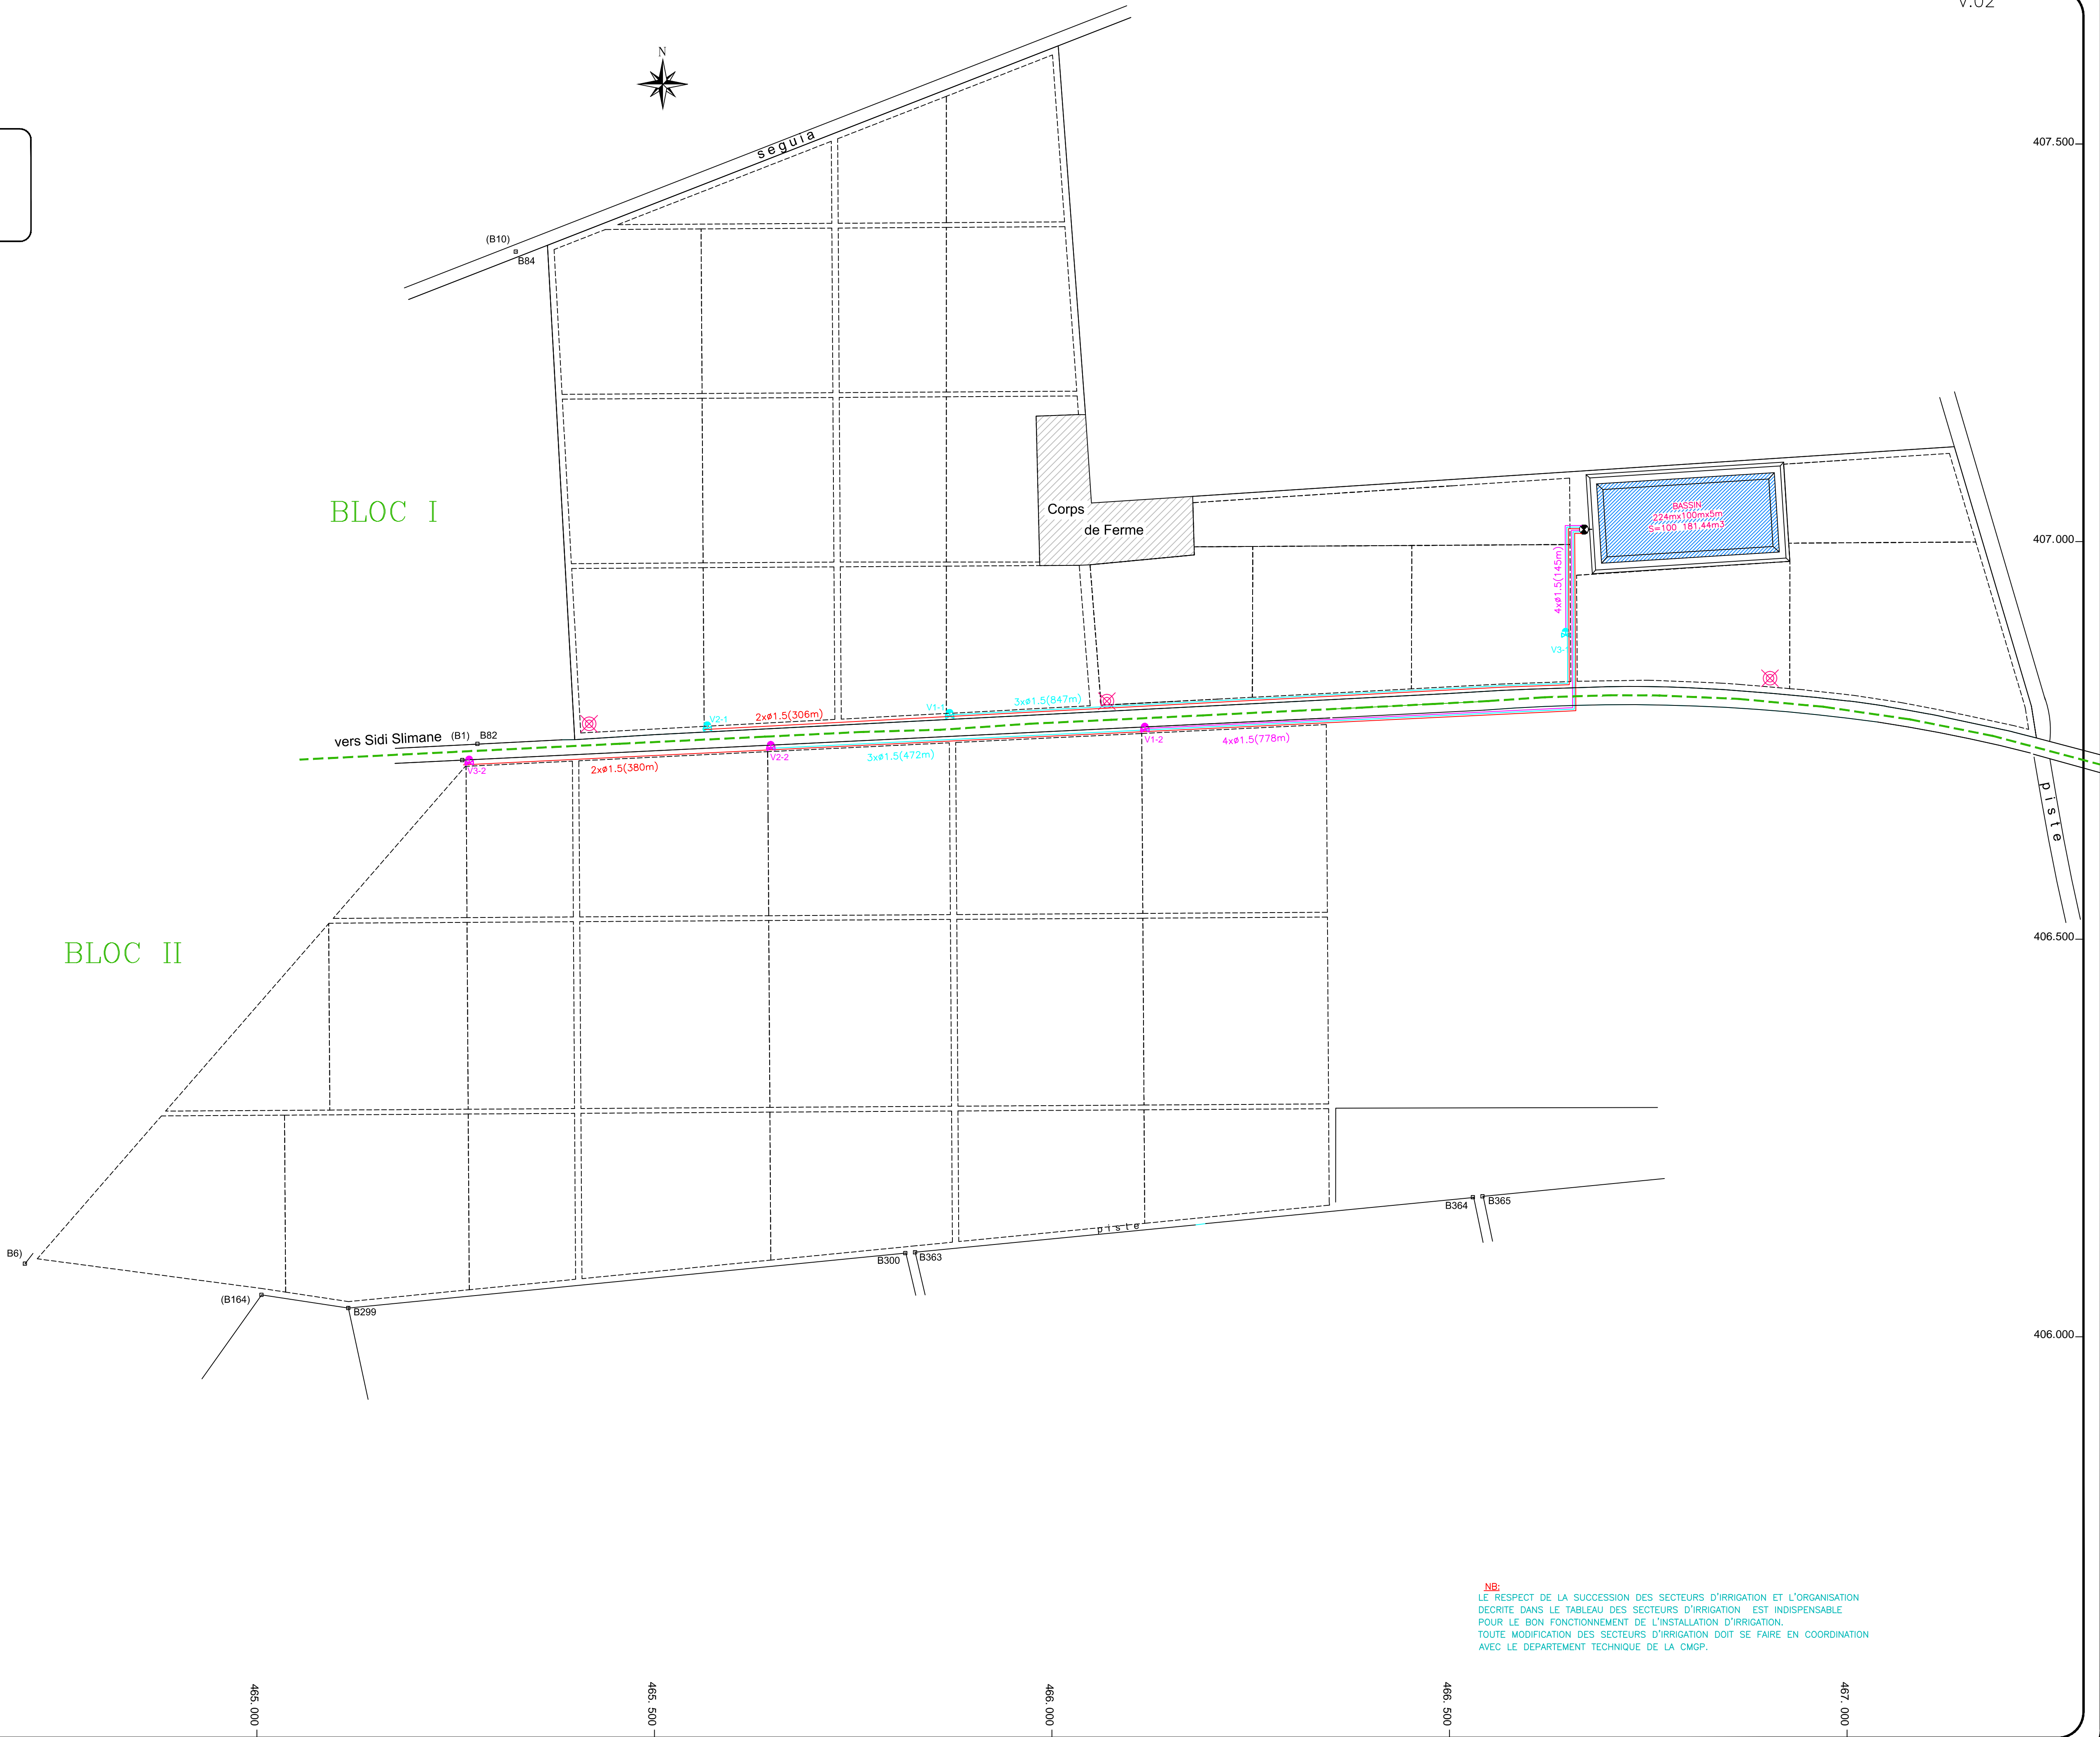 V.02
N
407.500
seguia
(B10)
B84
BLOC I
Corps
de Ferme
BASSIN
224mx100mx5m
S=100 181.44m3
407.000
4xø1.5(145m)
V3-1
3xø1.5(847m)
V1-1
2xø1.5(306m)
V2-1
vers Sidi Slimane
(B1)
B82
V3-2
2xø1.5(380m)
V2-2
3xø1.5(472m)
V1-2
4xø1.5(778m)
piste
BLOC II
406.500
B364
B365
piste
B6)
B300
B363
(B164)
B299
406.000
NB:
LE RESPECT DE LA SUCCESSION DES SECTEURS D'IRRIGATION ET L'ORGANISATION
DECRITE DANS LE TABLEAU DES SECTEURS D'IRRIGATION EST INDISPENSABLE
POUR LE BON FONCTIONNEMENT DE L'INSTALLATION D'IRRIGATION.
TOUTE MODIFICATION DES SECTEURS D'IRRIGATION DOIT SE FAIRE EN COORDINATION
AVEC LE DEPARTEMENT TECHNIQUE DE LA CMGP.
465. 000
465. 500
466. 000
466. 500
467. 000